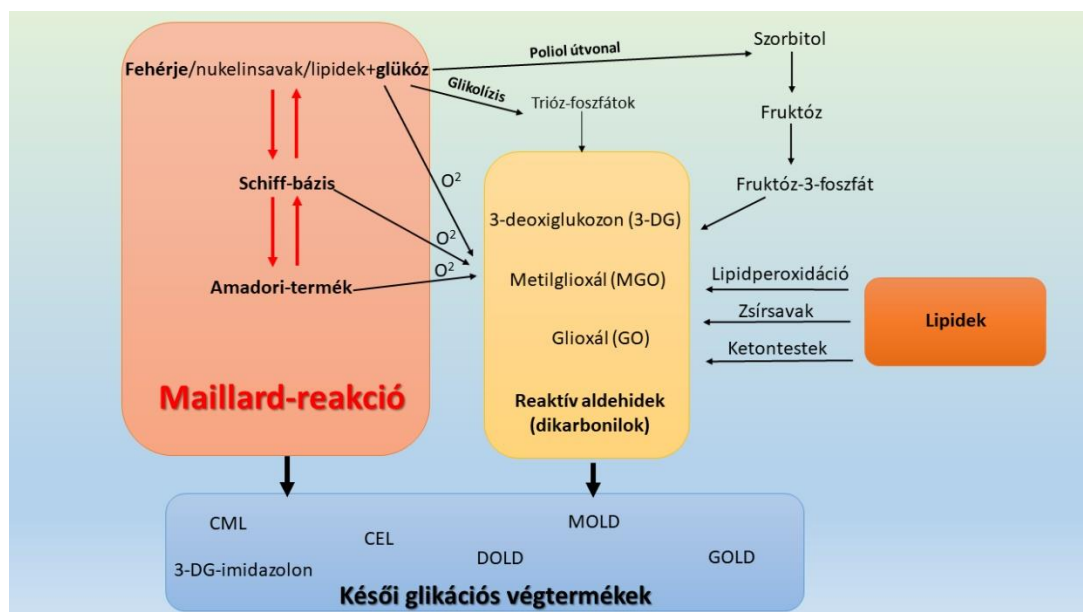 Poliol útvonal
Szorbitol
Fehérje/nukelinsavak/lipidek+glükóz
Glikolízis
Trióz-foszfátok
Fruktóz
O²
Schiff-bázis
Fruktóz-3-foszfát
3-deoxiglukozon (3-DG)
O²
O²
Amadori-termék
Metilglioxál (MGO)
Lipidperoxidáció
Zsírsavak
Lipidek
Glioxál (GO)
Ketontestek
Maillard-reakció
Reaktív aldehidek
(dikarbonilok)
CML
MOLD
CEL
DOLD
GOLD
3-DG-imidazolon
Késői glikációs végtermékek